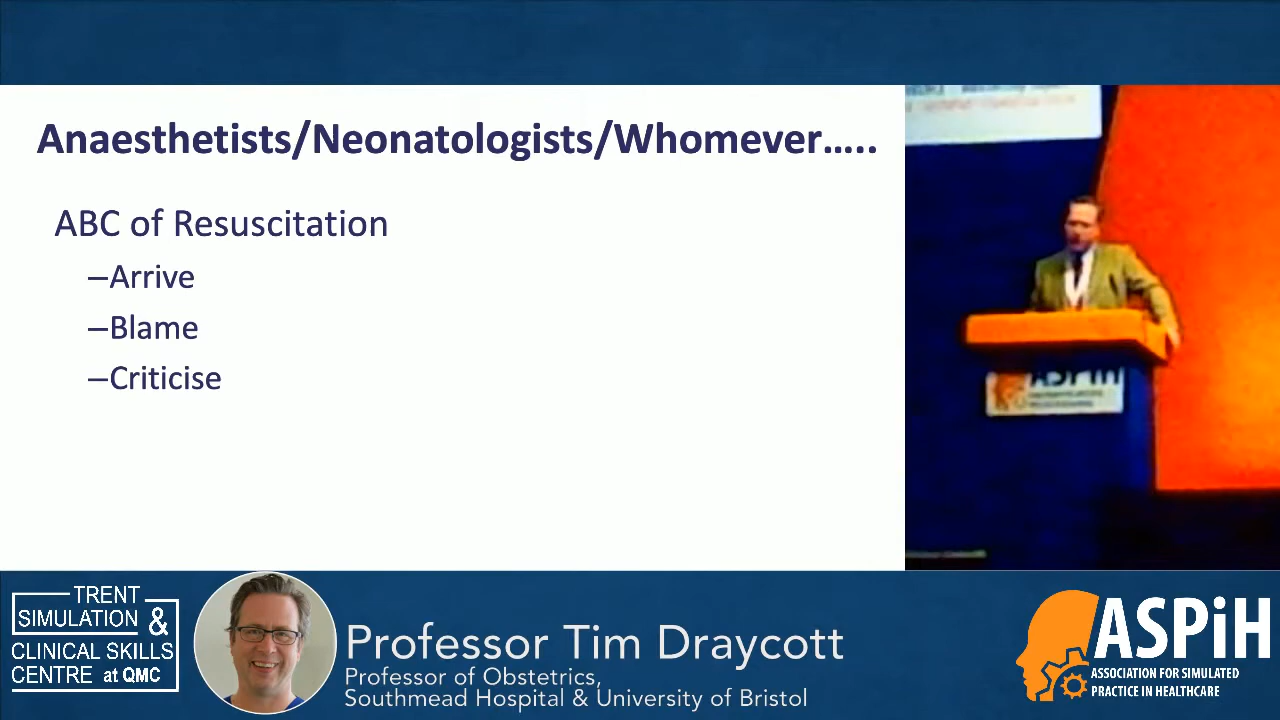 Anaesthetists/Neonatologists/Whomever…..
ABC of Resuscitation
–Arrive
–Blame
–Criticise
ASPiH
TRENT
SIMULATION &
CLINICAL SKILLS
CENTRE at QMC
Professor Tim Draycott
Professor of Obstetrics,
Southmead Hospital & University of Bristol
ASPiH
ASSOCIATION FOR SIMULATED
PRACTICE IN HEALTHCARE